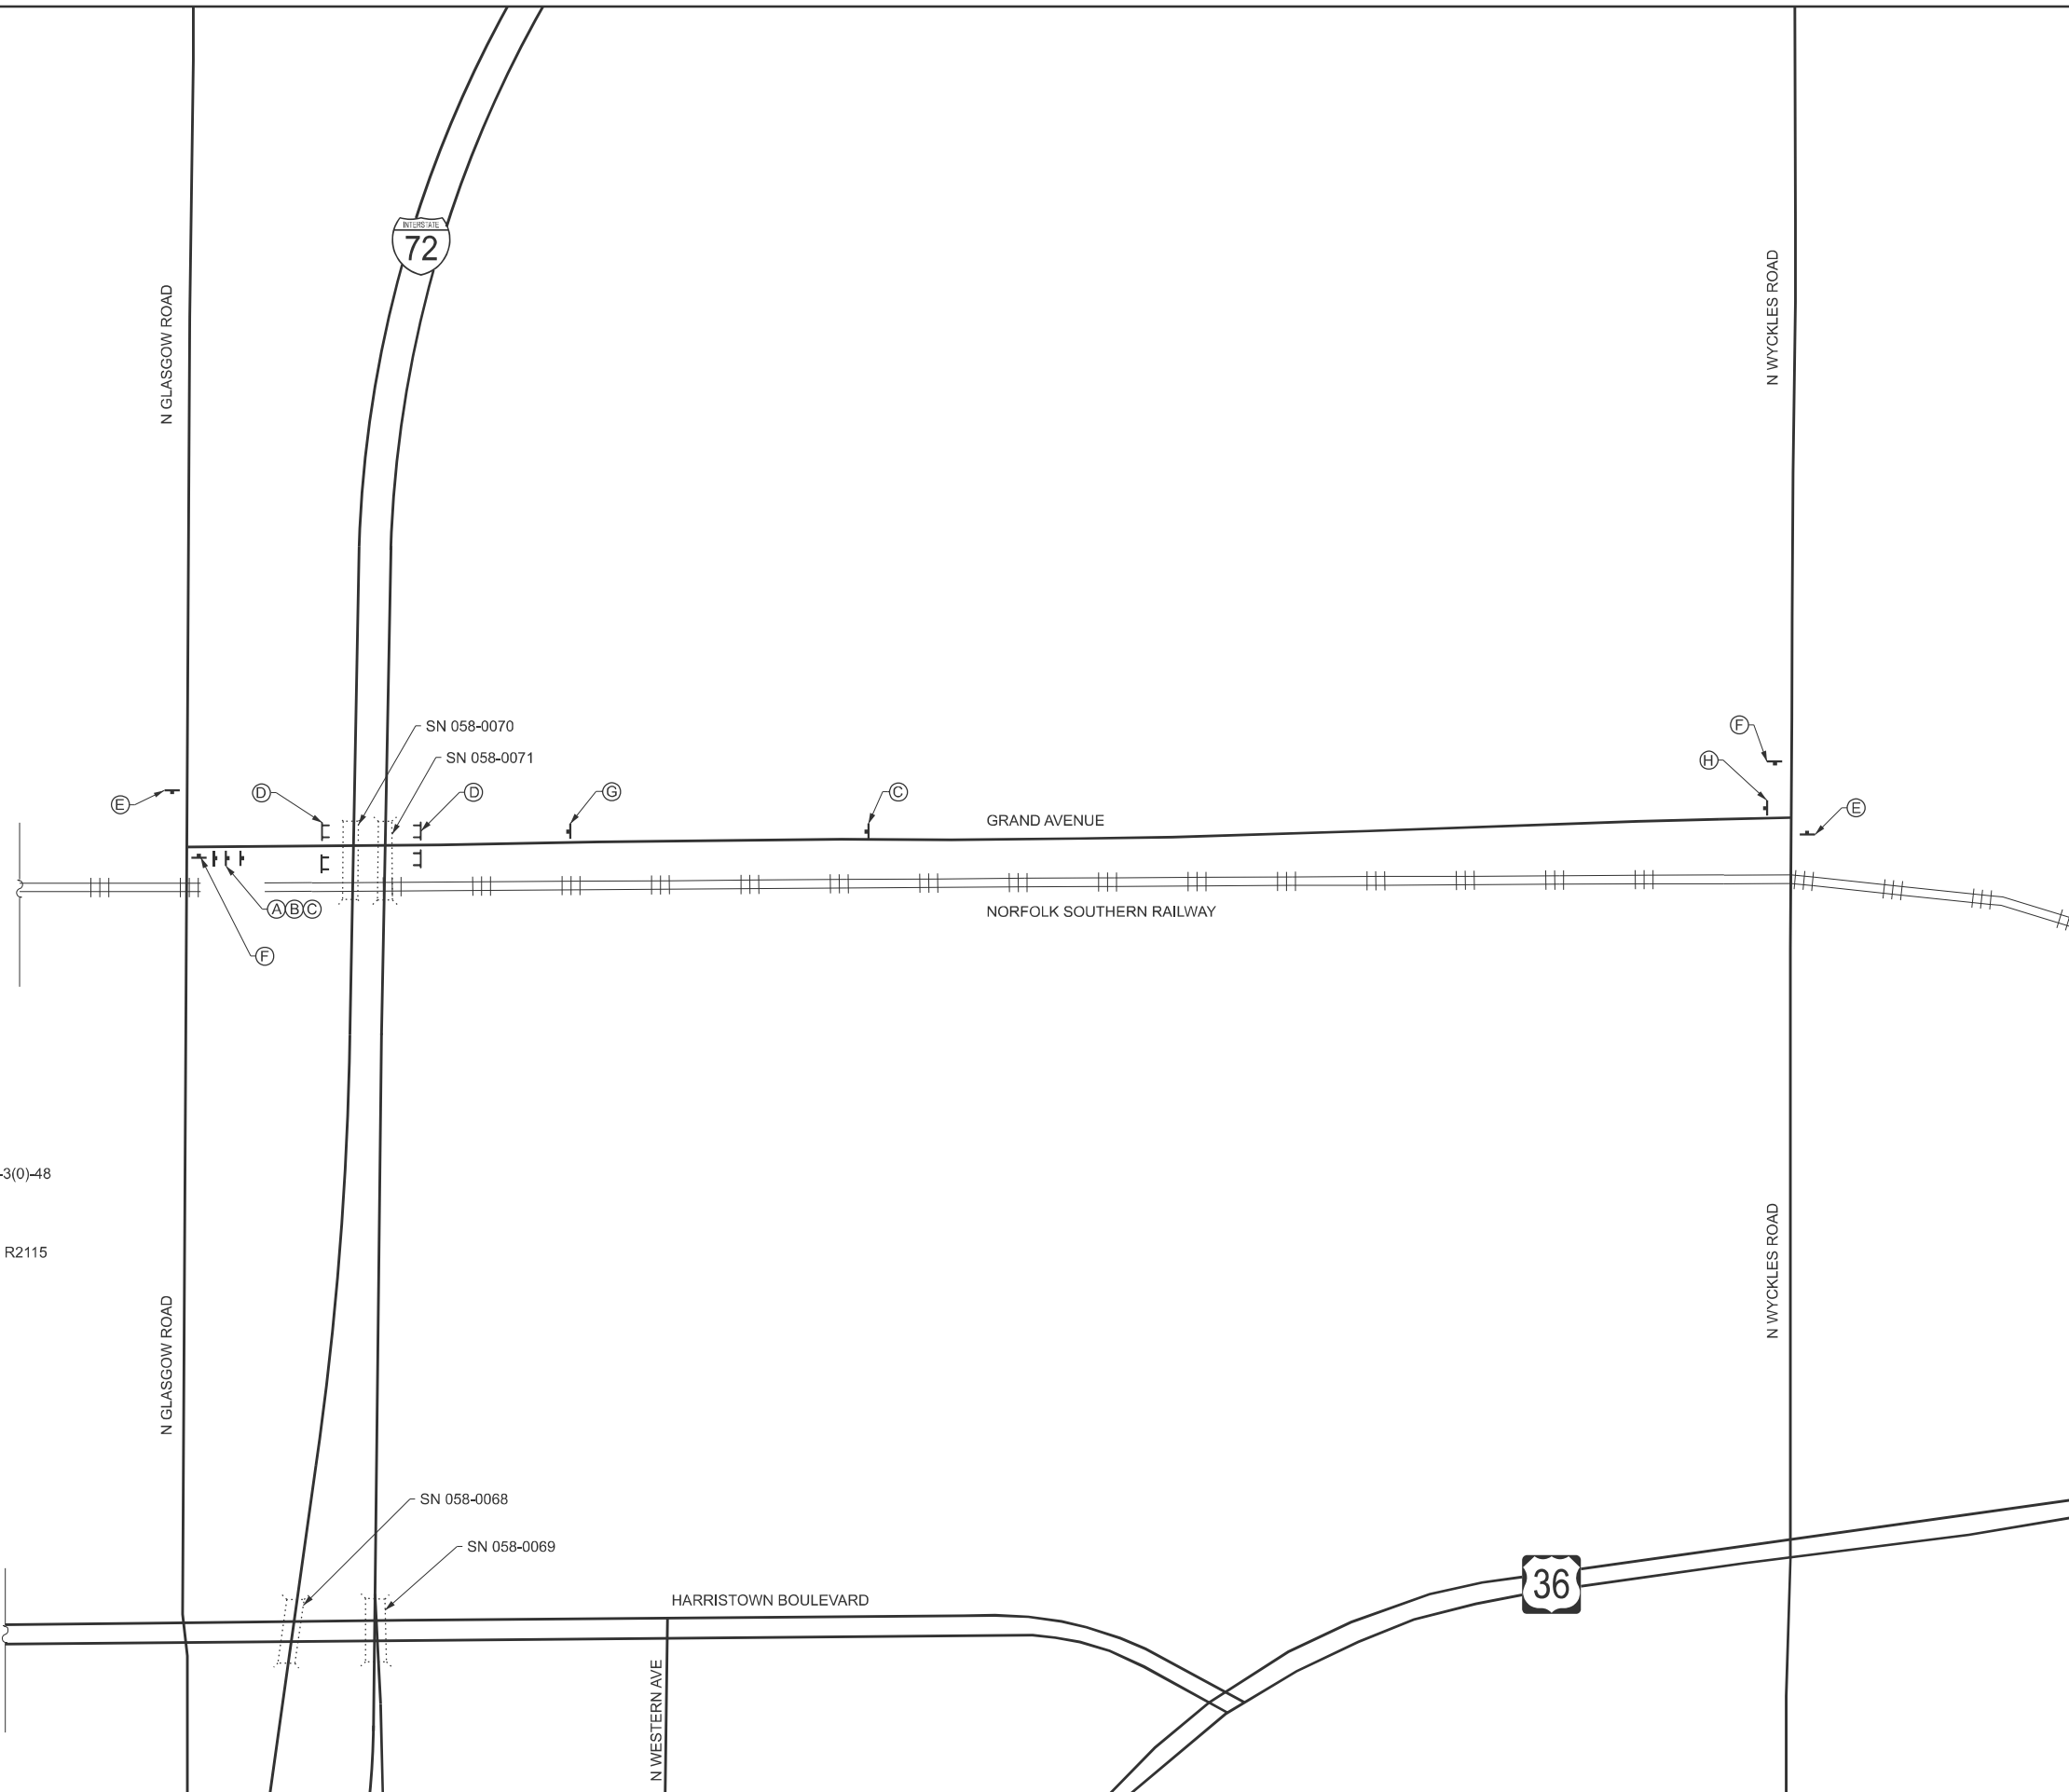 INTERSTATE
72
N GLASGOW ROAD
N WYCKLES ROAD
SN 058-0070
SN 058-0071
F
H
E
D
D
G
C
E
GRAND AVENUE
A B C
NORFOLK SOUTHERN RAILWAY
F
-3(0)-48
R2115
N GLASGOW ROAD
N WYCKLES ROAD
SN 058-0068
SN 058-0069
36
HARRISTOWN BOULEVARD
N WESTERN AVE